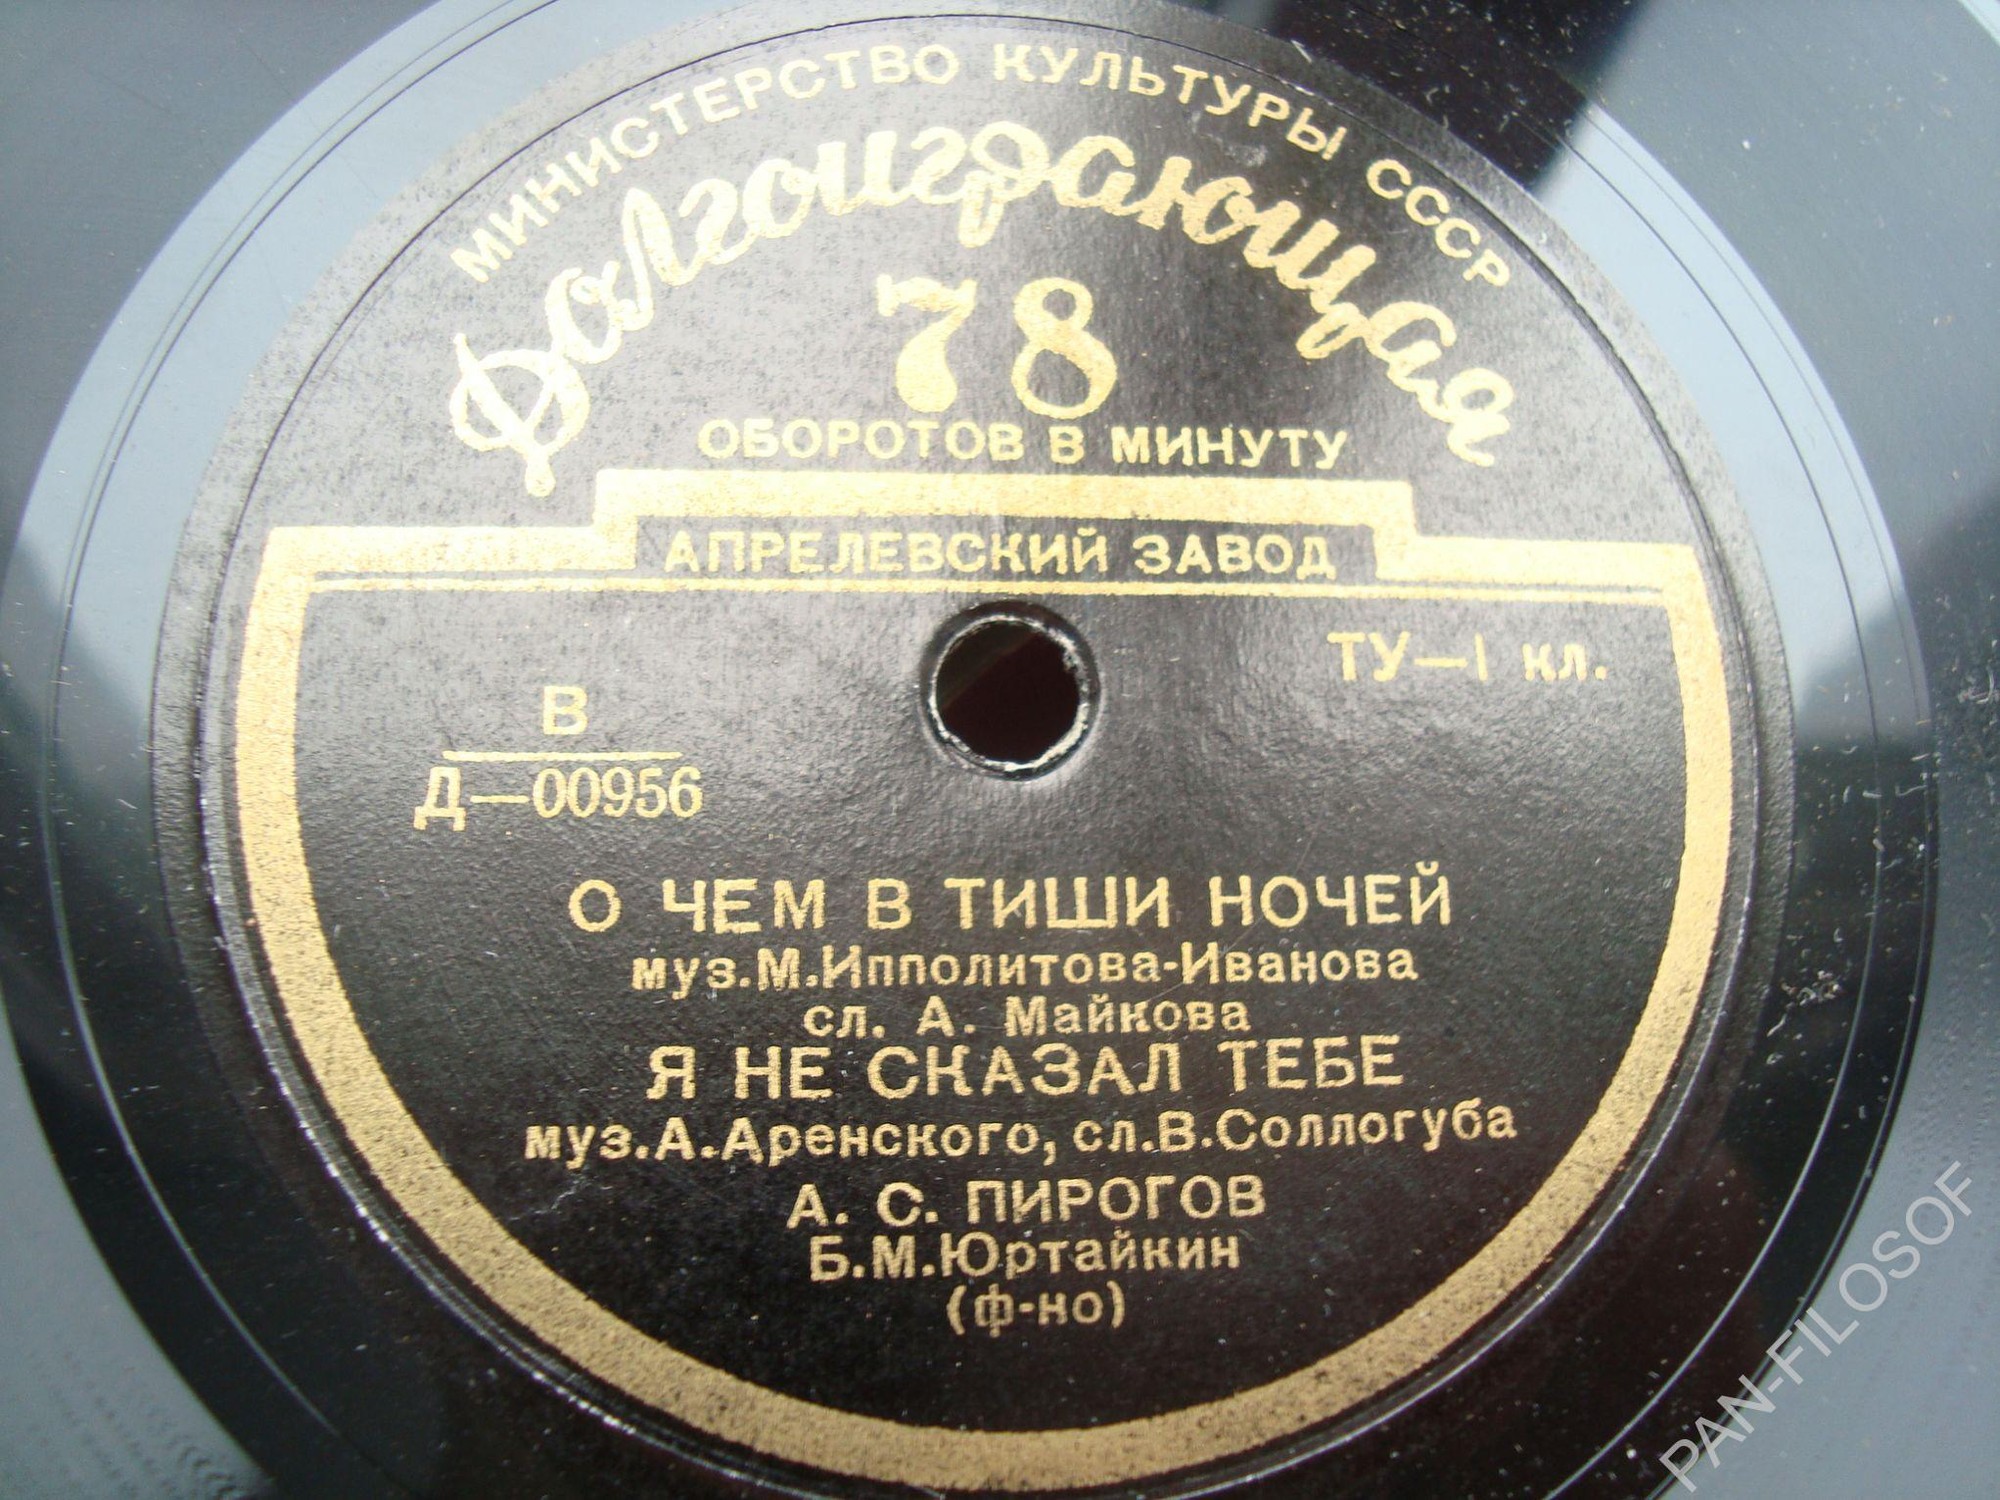 МИНИСТЕРСТВО КУЛЬТУРЫ СССР
Долгоиграющая
78
ОБОРОТОВ В МИНУТУ
АПРЕЛЕВСКИЙ ЗАВОД
ТУ—1 кл.
В
Д—00956
О ЧЕМ В ТИШИ НОЧЕЙ
муз.М.Ипполитова-Иванова
сл. А. Майкова
Я НЕ СКАЗАЛ ТЕБЕ
муз.А.Аренского, сл.В.Соллогуба
А. С. ПИРОГОВ
Б.М.Юртайкин
(ф-но)
PAN-FILOSOF